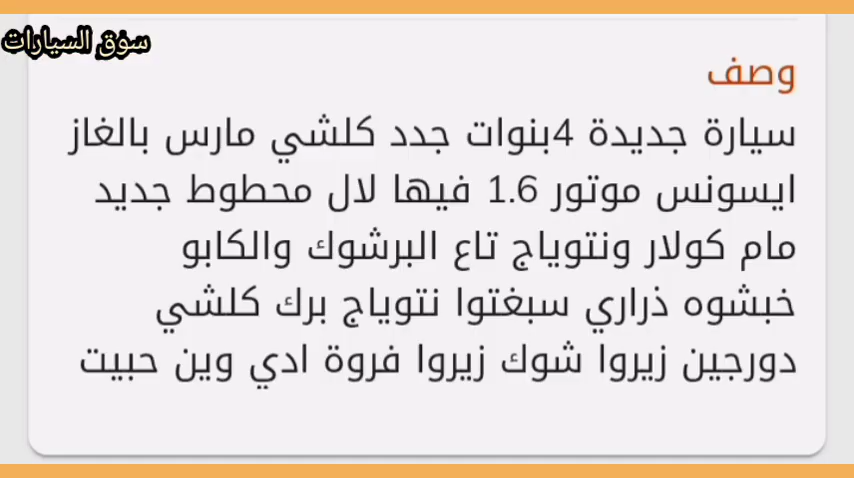 سوق السيارات
وصف
سيارة جديدة 4بنوات جدد كلشي مارس بالغاز
ايسونس موتور 1.6 فيها لال محطوط جديد
مام كولار ونتوياج تاع البرشوك والكابو
خبشوه ذراري سبغتوا نتوياج برك كلشي
دورجين زيروا شوك زيروا فروة ادي وين حبيت